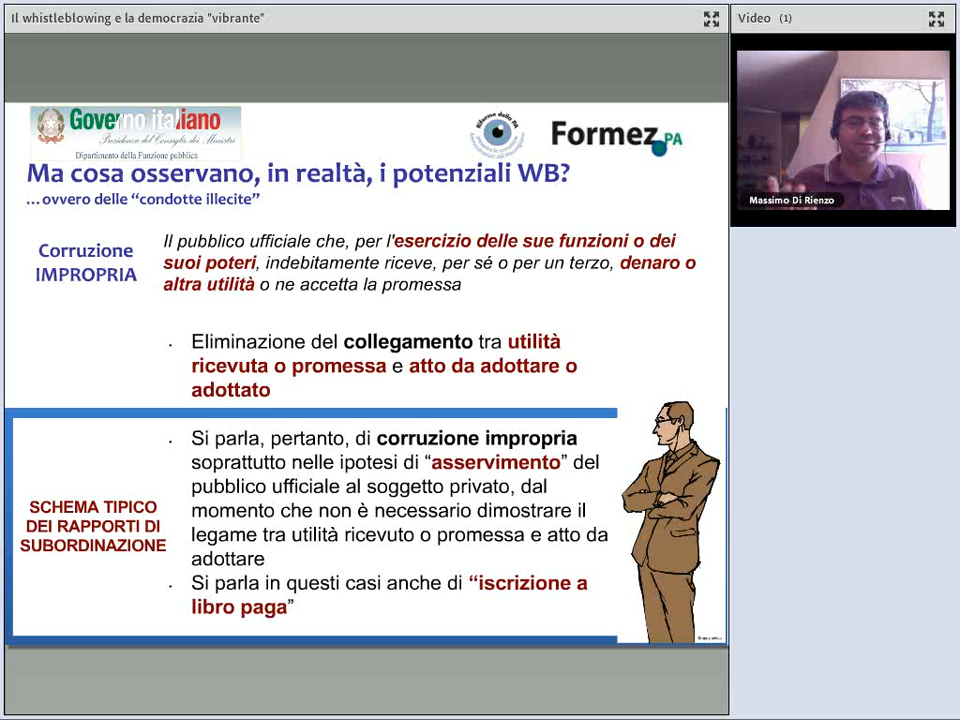 Il whistleblowing e la democrazia "vibrante"
Video (1)
Governo italiano
Presidenza del Consiglio dei Ministri
Dipartimento della Funzione pubblica
Riforma della PA
Formez PA
Massimo Di Rienzo
Ma cosa osservano, in realtà, i potenziali WB?
…ovvero delle “condotte illecite”
Corruzione
IMPROPRIA
Il pubblico ufficiale che, per l'esercizio delle sue funzioni o dei
suoi poteri, indebitamente riceve, per sé o per un terzo, denaro o
altra utilità o ne accetta la promessa
• Eliminazione del collegamento tra utilità
ricevuta o promessa e atto da adottare o
adottato
SCHEMA TIPICO
DEI RAPPORTI DI
SUBORDINAZIONE
• Si parla, pertanto, di corruzione impropria
soprattutto nelle ipotesi di “asservimento” del
pubblico ufficiale al soggetto privato, dal
momento che non è necessario dimostrare il
legame tra utilità ricevuto o promessa e atto da
adottare
• Si parla in questi casi anche di “iscrizione a
libro paga”